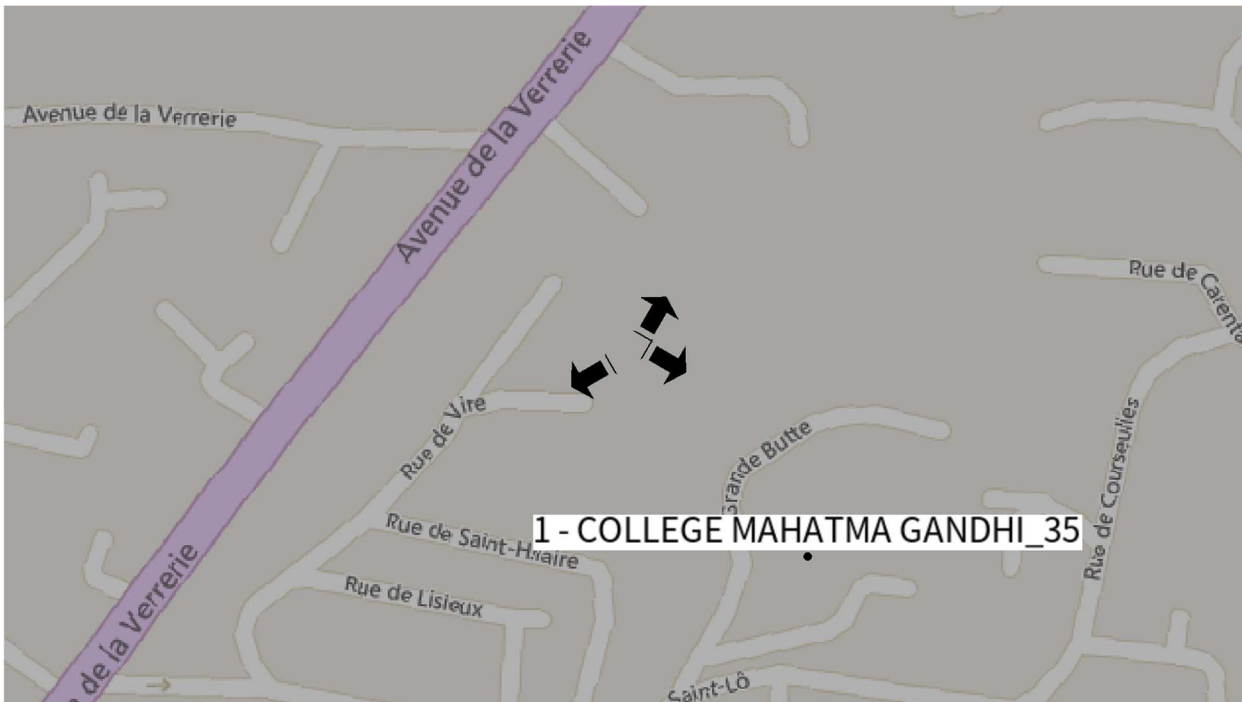 Avenue de la Verrerie
Avenue de la Verrerie
Rue de Carenta
Rue de Vire
Grande Butte
Rue de Courseulles
1 - COLLEGE MAHATMA GANDHI_35
Rue de Saint-Hilaire
Rue de Lisieux
de la Verrerie
Saint-Lô